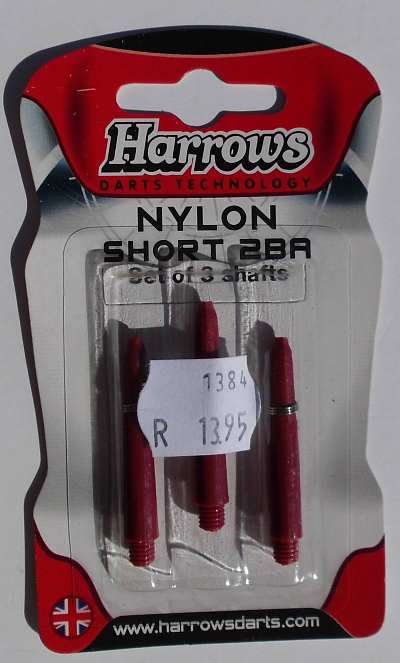 Harrows
DARTS TECHNOLOGY
NYLON
SHORT 2BA
Set of 3 shafts
1384
R 13.95
www.harrowsdarts.com